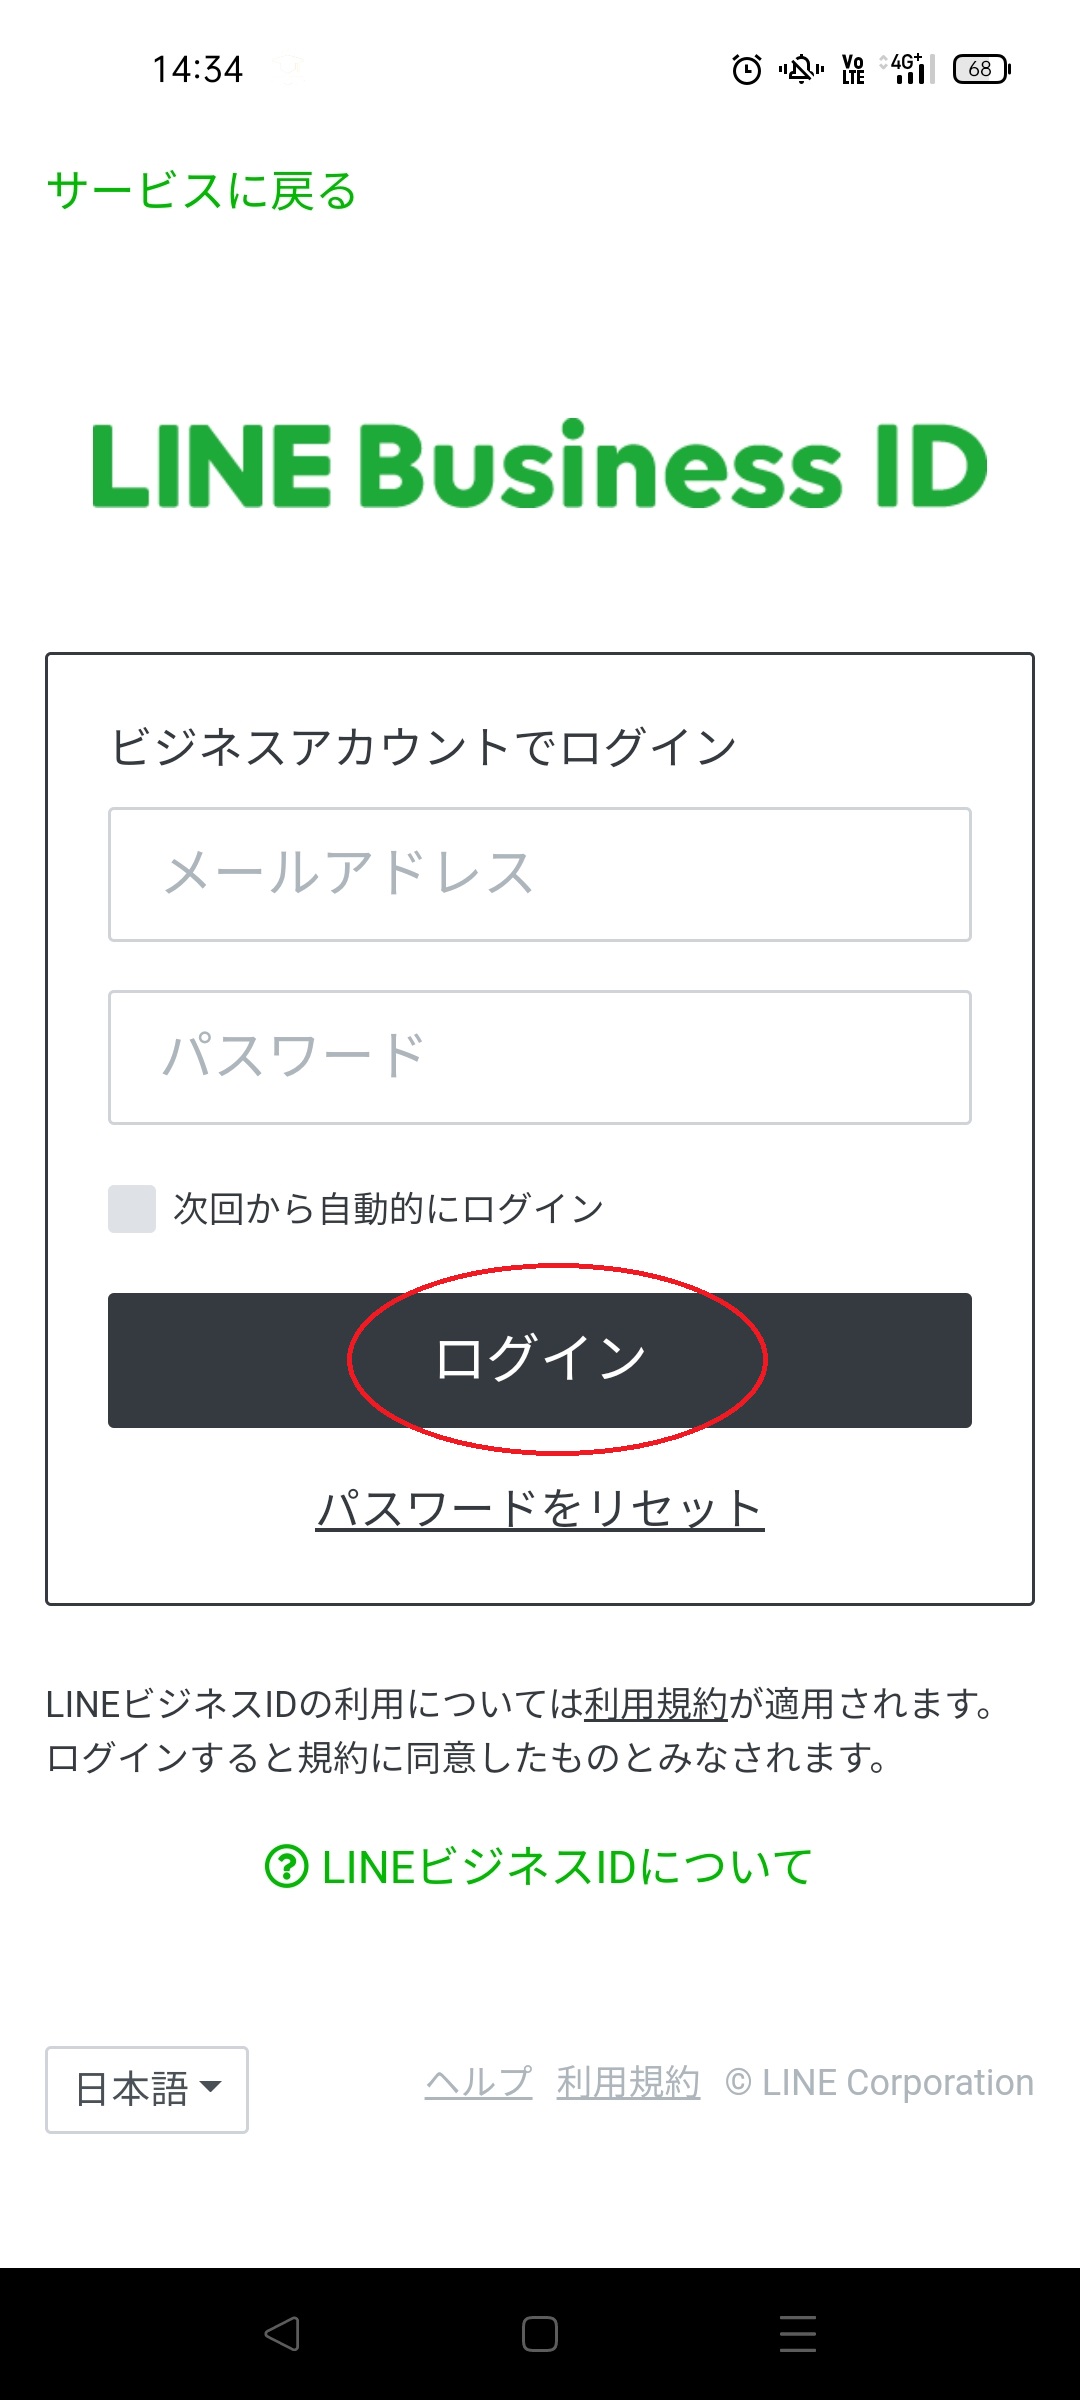 14:34
Vo LTE 4G+ 68
サービスに戻る
LINE Business ID
ビジネスアカウントでログイン
メールアドレス
パスワード
次回から自動的にログイン
ログイン
パスワードをリセット
LINEビジネスIDの利用については利用規約が適用されます。
ログインすると規約に同意したものとみなされます。
? LINEビジネスIDについて
日本語 ヘルプ 利用規約 © LINE Corporation